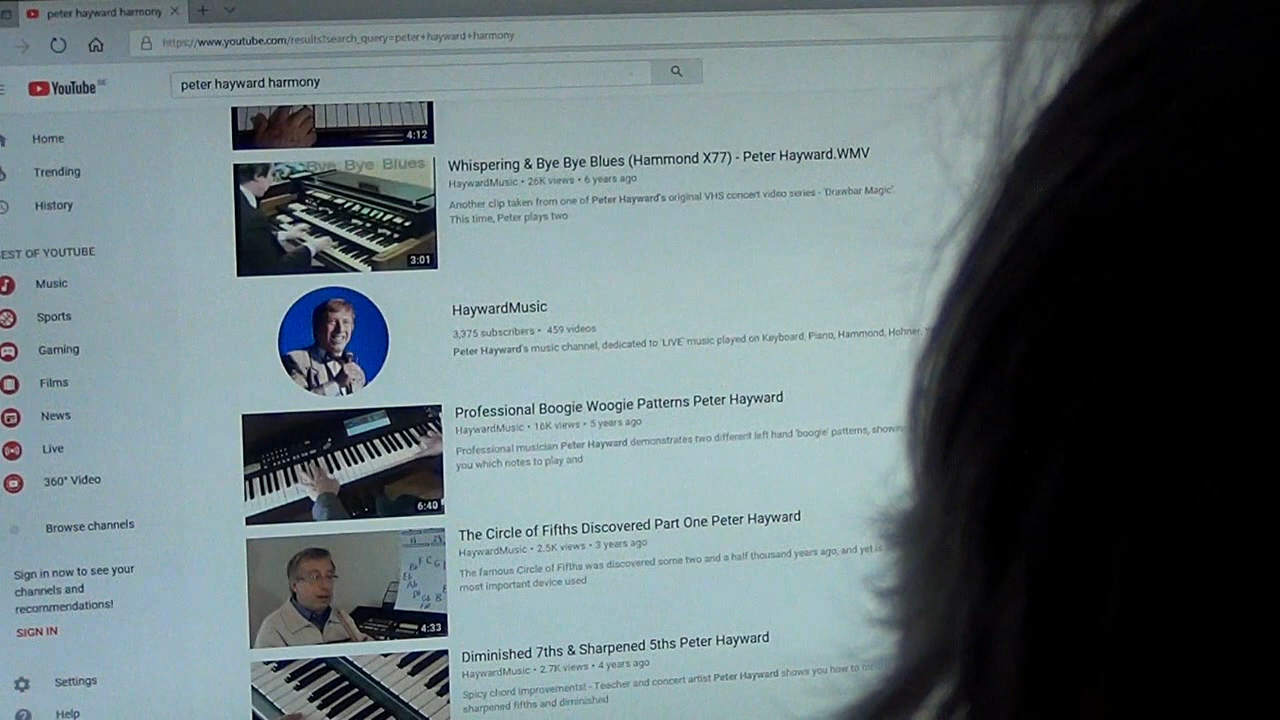 peter hayward harmony
https://www.youtube.com/results?search_query=peter+hayward+harmony
YouTube
peter hayward harmony
Home
Trending
History
EST OF YOUTUBE
Music
Sports
Gaming
Films
News
Live
360° Video
Browse channels
Sign in now to see your
channels and
recommendations!
SIGN IN
Settings
Help
4:12
Bye Bye Blues
3:01
Whispering & Bye Bye Blues (Hammond X77) - Peter Hayward.WMV
HaywardMusic • 26K views • 6 years ago
Another clip taken from one of Peter Hayward's original VHS concert video series - 'Drawbar Magic'.
This time, Peter plays two
HaywardMusic
3,375 subscribers • 459 videos
Peter Hayward's music channel, dedicated to 'LIVE' music played on Keyboard, Piano, Hammond, Hohner,
6:40
Professional Boogie Woogie Patterns Peter Hayward
HaywardMusic • 16K views • 5 years ago
Professional musician Peter Hayward demonstrates two different left hand 'boogie' patterns, showin
you which notes to play and
4:33
The Circle of Fifths Discovered Part One Peter Hayward
HaywardMusic • 2.5K views • 3 years ago
The famous Circle of Fifths was discovered some two and a half thousand years ago, and yet is
most important device used
Diminished 7ths & Sharpened 5ths Peter Hayward
HaywardMusic • 2.7K views • 4 years ago
Spicy chord improvements! - Teacher and concert artist Peter Hayward shows you how to
sharpened fifths and diminished